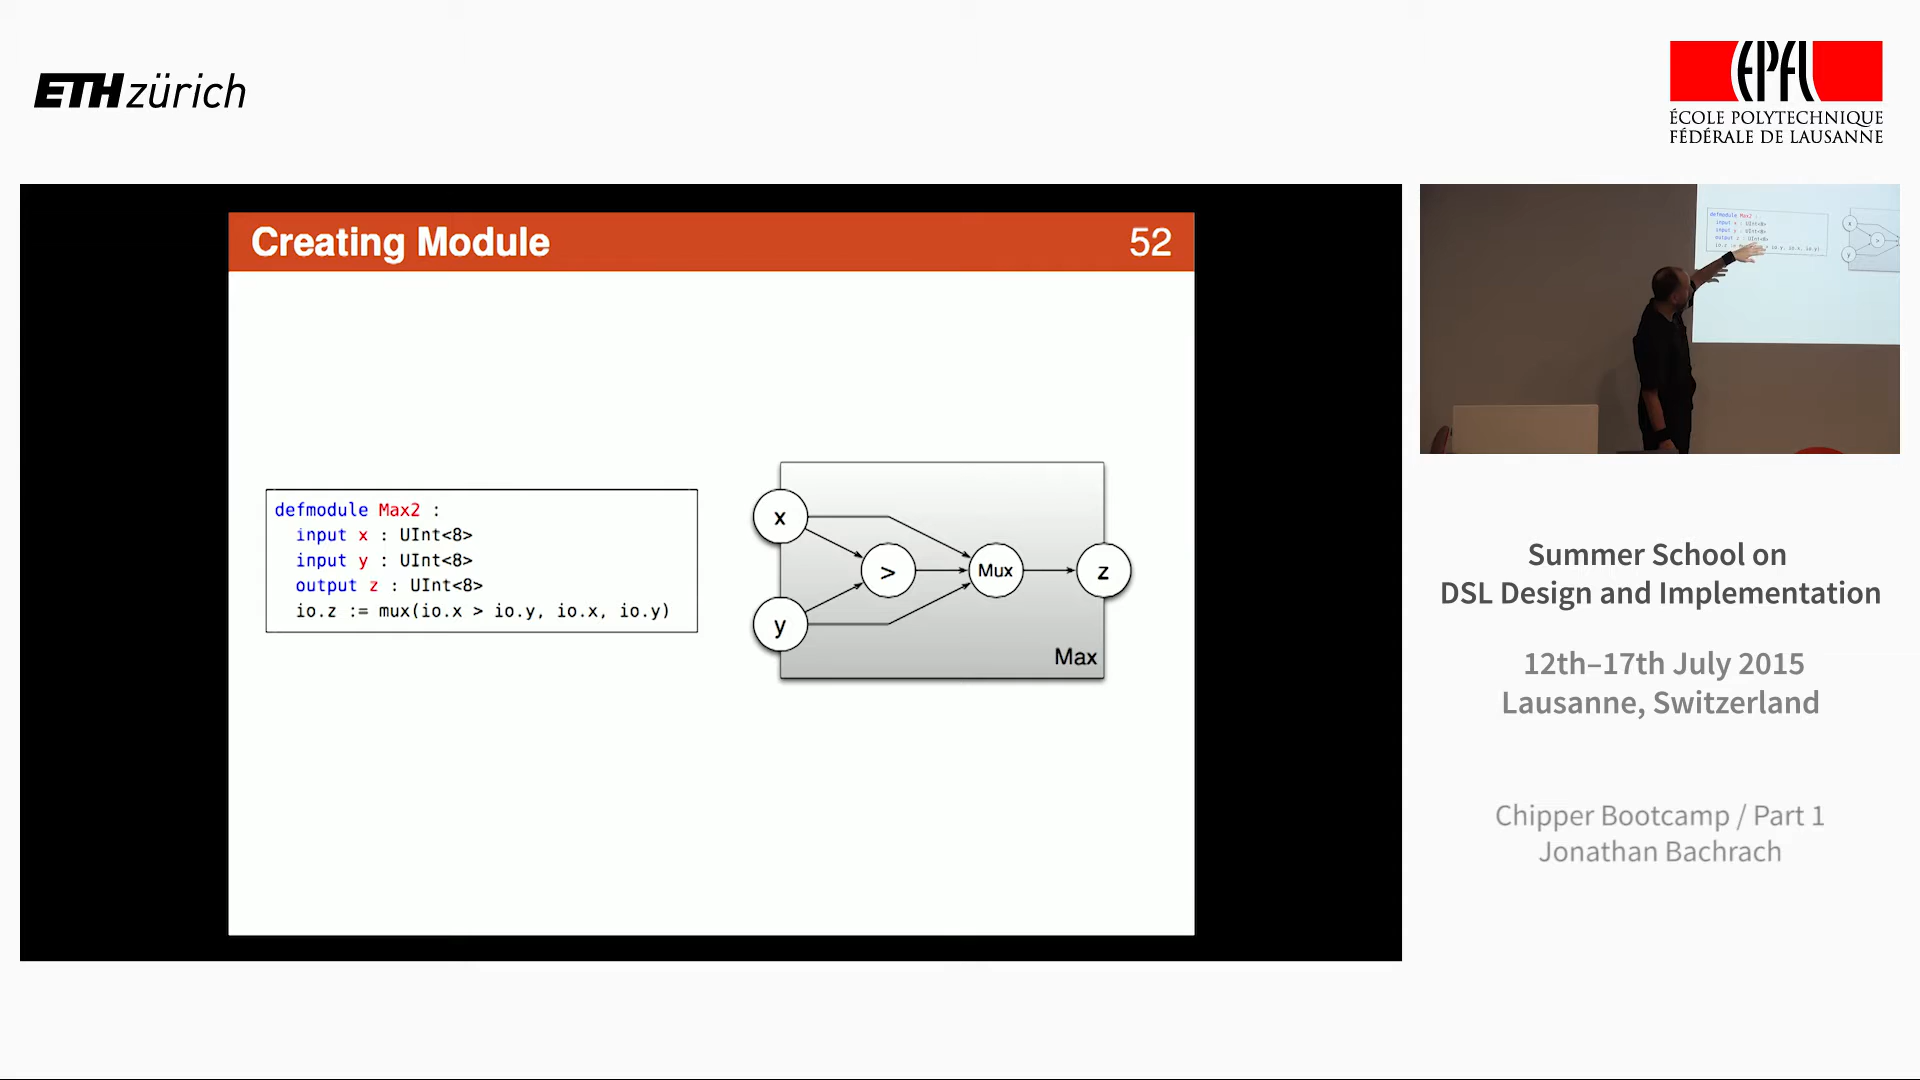 ETH zürich
EPFL
ÉCOLE POLYTECHNIQUE
FÉDÉRALE DE LAUSANNE
Creating Module 52
defmodule Max2 :
input x : UInt<8>
input y : UInt<8>
output z : UInt<8>
io.z := mux(io.x > io.y, io.x, io.y)
x
y
>
Mux
z
Max
Summer School on
DSL Design and Implementation
12th–17th July 2015
Lausanne, Switzerland
Chipper Bootcamp / Part 1
Jonathan Bachrach